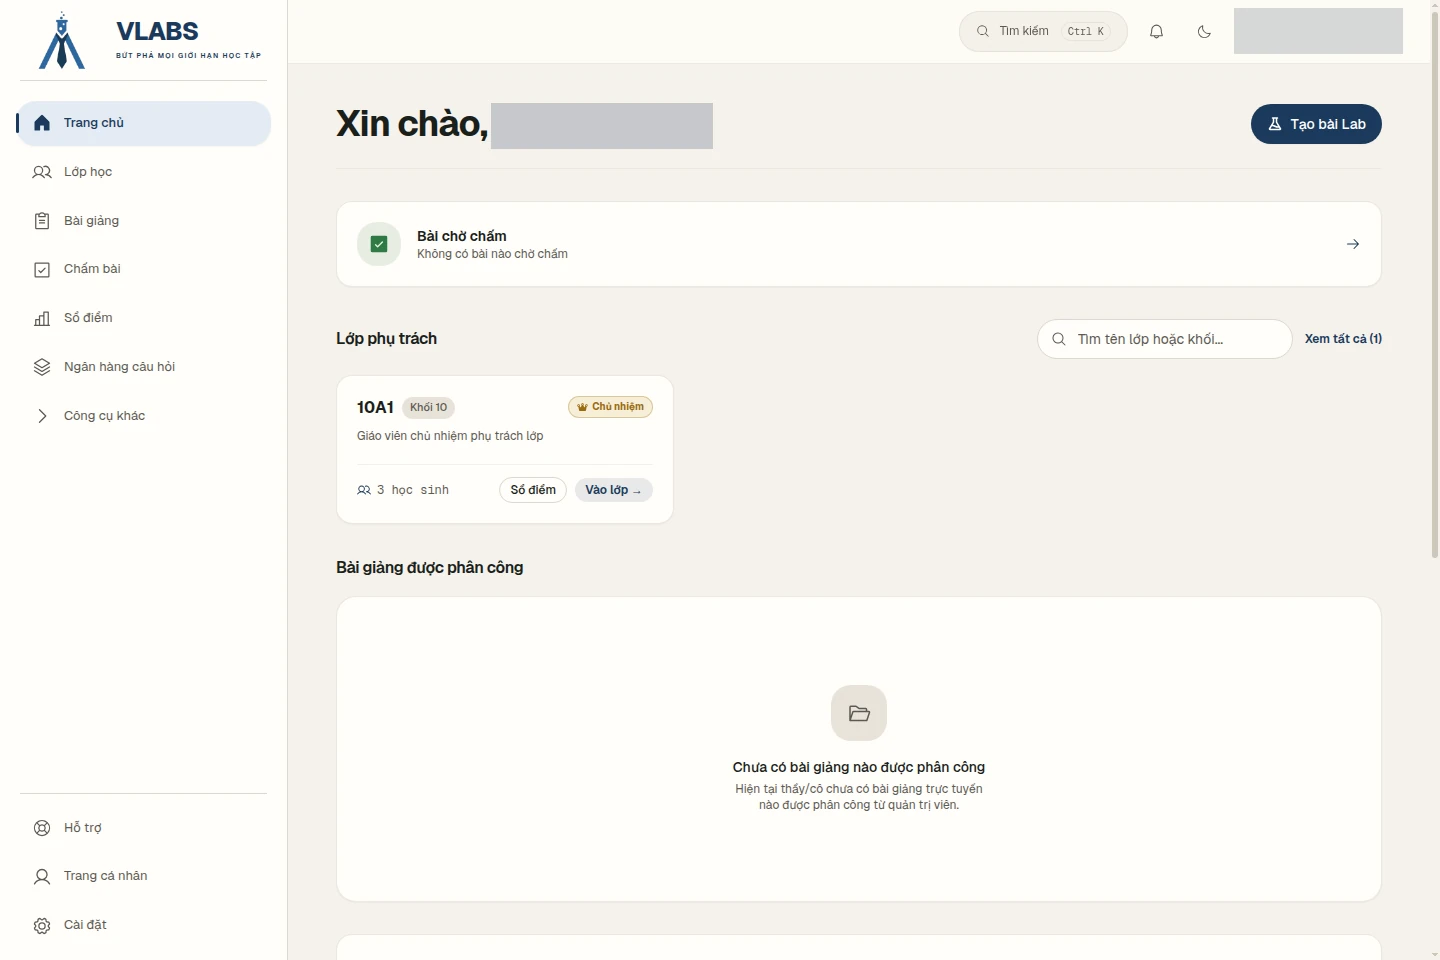 VLABS
BỨT PHÁ MỌI GIỚI HẠN HỌC TẬP
Trang chủ
Lớp học
Bài giảng
Chấm bài
Sổ điểm
Ngân hàng câu hỏi
Công cụ khác
Hỗ trợ
Trang cá nhân
Cài đặt
Tìm kiếm Ctrl K
Xin chào,
Tạo bài Lab
Bài chờ chấm
Không có bài nào chờ chấm
Lớp phụ trách
Tìm tên lớp hoặc khối...
Xem tất cả (1)
10A1 Khối 10
Chủ nhiệm
Giáo viên chủ nhiệm phụ trách lớp
3 học sinh
Sổ điểm
Vào lớp →
Bài giảng được phân công
Chưa có bài giảng nào được phân công
Hiện tại thầy/cô chưa có bài giảng trực tuyến
nào được phân công từ quản trị viên.